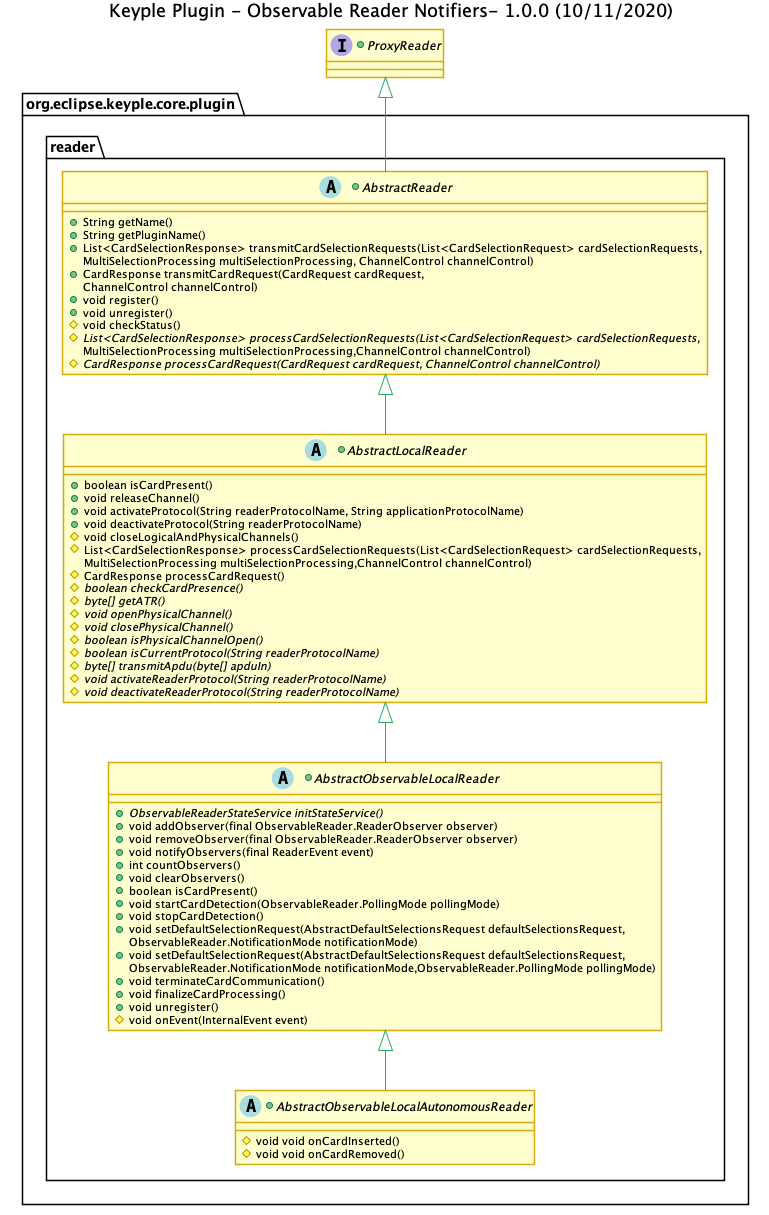 Keyple Plugin - Observable Reader Notifiers- 1.0.0 (10/11/2020)
I ProxyReader
org.eclipse.keyple.core.plugin
reader
A AbstractReader
String getName()
String getPluginName()
List<CardSelectionResponse> transmitCardSelectionRequests(List<CardSelectionRequest> cardSelectionRequests,
MultiSelectionProcessing multiSelectionProcessing, ChannelControl channelControl)
CardResponse transmitCardRequest(CardRequest cardRequest,
ChannelControl channelControl)
void register()
void unregister()
void checkStatus()
List<CardSelectionResponse> processCardSelectionRequests(List<CardSelectionRequest> cardSelectionRequests,
MultiSelectionProcessing multiSelectionProcessing,ChannelControl channelControl)
CardResponse processCardRequest(CardRequest cardRequest, ChannelControl channelControl)
A AbstractLocalReader
boolean isCardPresent()
void releaseChannel()
void activateProtocol(String readerProtocolName, String applicationProtocolName)
void deactivateProtocol(String readerProtocolName)
void closeLogicalAndPhysicalChannels()
List<CardSelectionResponse> processCardSelectionRequests(List<CardSelectionRequest> cardSelectionRequests,
MultiSelectionProcessing multiSelectionProcessing,ChannelControl channelControl)
CardResponse processCardRequest()
boolean checkCardPresence()
byte[] getATR()
void openPhysicalChannel()
void closePhysicalChannel()
boolean isPhysicalChannelOpen()
boolean isCurrentProtocol(String readerProtocolName)
byte[] transmitApdu(byte[] apduIn)
void activateReaderProtocol(String readerProtocolName)
void deactivateReaderProtocol(String readerProtocolName)
A AbstractObservableLocalReader
ObservableReaderStateService initStateService()
void addObserver(final ObservableReader.ReaderObserver observer)
void removeObserver(final ObservableReader.ReaderObserver observer)
void notifyObservers(final ReaderEvent event)
int countObservers()
void clearObservers()
boolean isCardPresent()
void startCardDetection(ObservableReader.PollingMode pollingMode)
void stopCardDetection()
void setDefaultSelectionRequest(AbstractDefaultSelectionsRequest defaultSelectionsRequest,
ObservableReader.NotificationMode notificationMode)
void setDefaultSelectionRequest(AbstractDefaultSelectionsRequest defaultSelectionsRequest,
ObservableReader.NotificationMode notificationMode,ObservableReader.PollingMode pollingMode)
void terminateCardCommunication()
void finalizeCardProcessing()
void unregister()
void onEvent(InternalEvent event)
A AbstractObservableLocalAutonomousReader
void void onCardInserted()
void void onCardRemoved()